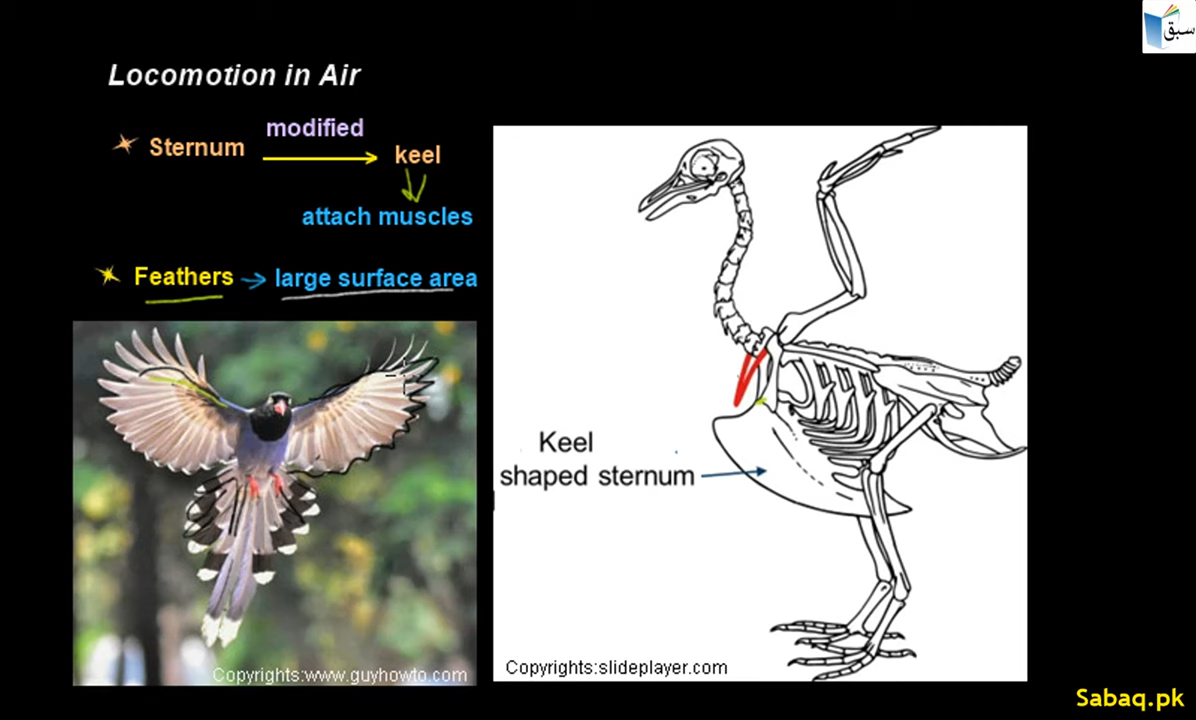 سبق
Locomotion in Air
modified
Sternum
keel
attach muscles
Feathers
large surface area
Keel
shaped sternum
Copyrights:www.guyhowto.com
Copyrights:slideplayer.com
Sabaq.pk